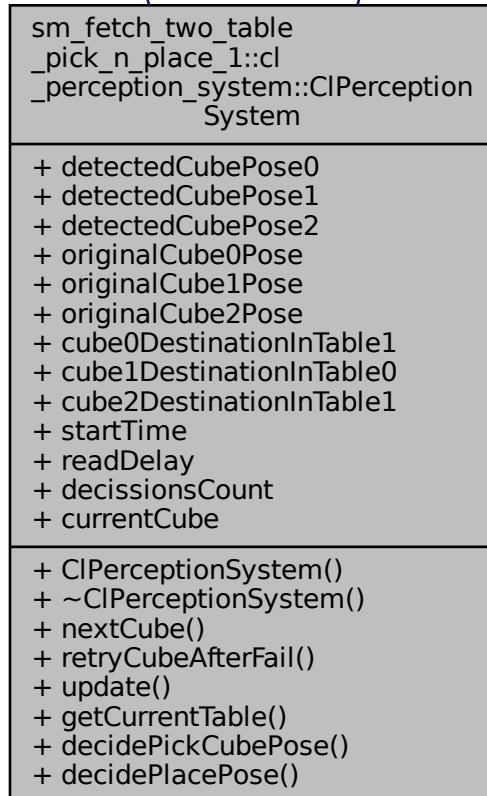 sm_fetch_two_table
_pick_n_place_1::cl
_perception_system::ClPerception
System
+ detectedCubePose0
+ detectedCubePose1
+ detectedCubePose2
+ originalCube0Pose
+ originalCube1Pose
+ originalCube2Pose
+ cube0DestinationInTable1
+ cube1DestinationInTable0
+ cube2DestinationInTable1
+ startTime
+ readDelay
+ decissionsCount
+ currentCube
+ ClPerceptionSystem()
+ ~ClPerceptionSystem()
+ nextCube()
+ retryCubeAfterFail()
+ update()
+ getCurrentTable()
+ decidePickCubePose()
+ decidePlacePose()